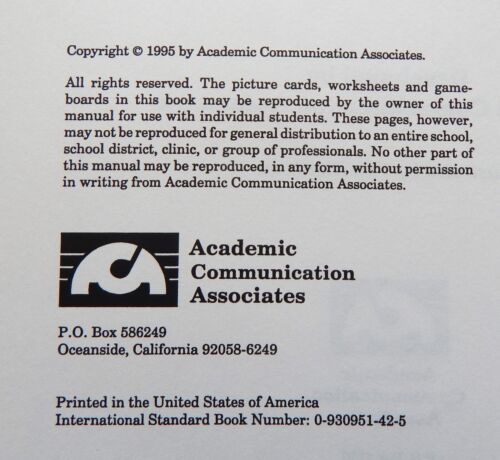 Copyright © 1995 by Academic Communication Associates.
All rights reserved. The picture cards, worksheets and game-
boards in this book may be reproduced by the owner of this
manual for use with individual students. These pages, however,
may not be reproduced for general distribution to an entire school,
school district, clinic, or group of professionals. No other part of
this manual may be reproduced, in any form, without permission
in writing from Academic Communication Associates.
Academic
Communication
Associates
P.O. Box 586249
Oceanside, California 92058-6249
Printed in the United States of America
International Standard Book Number: 0-930951-42-5